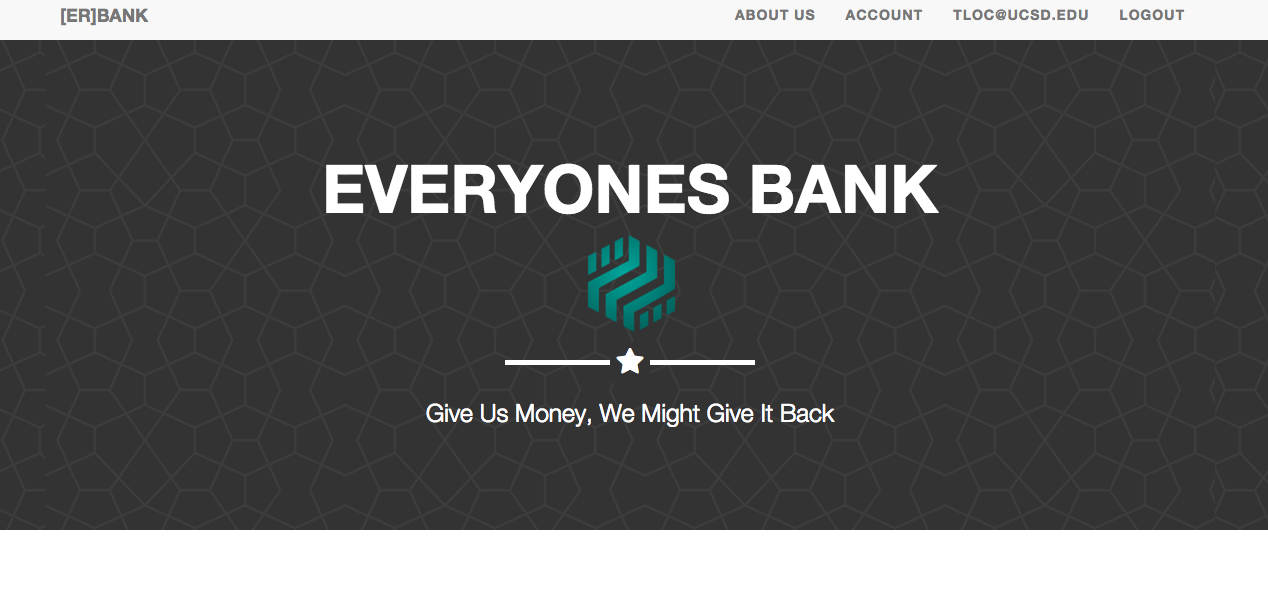 [ER]BANK ABOUT US ACCOUNT TLOC@UCSD.EDU LOGOUT
EVERYONES BANK
Give Us Money, We Might Give It Back